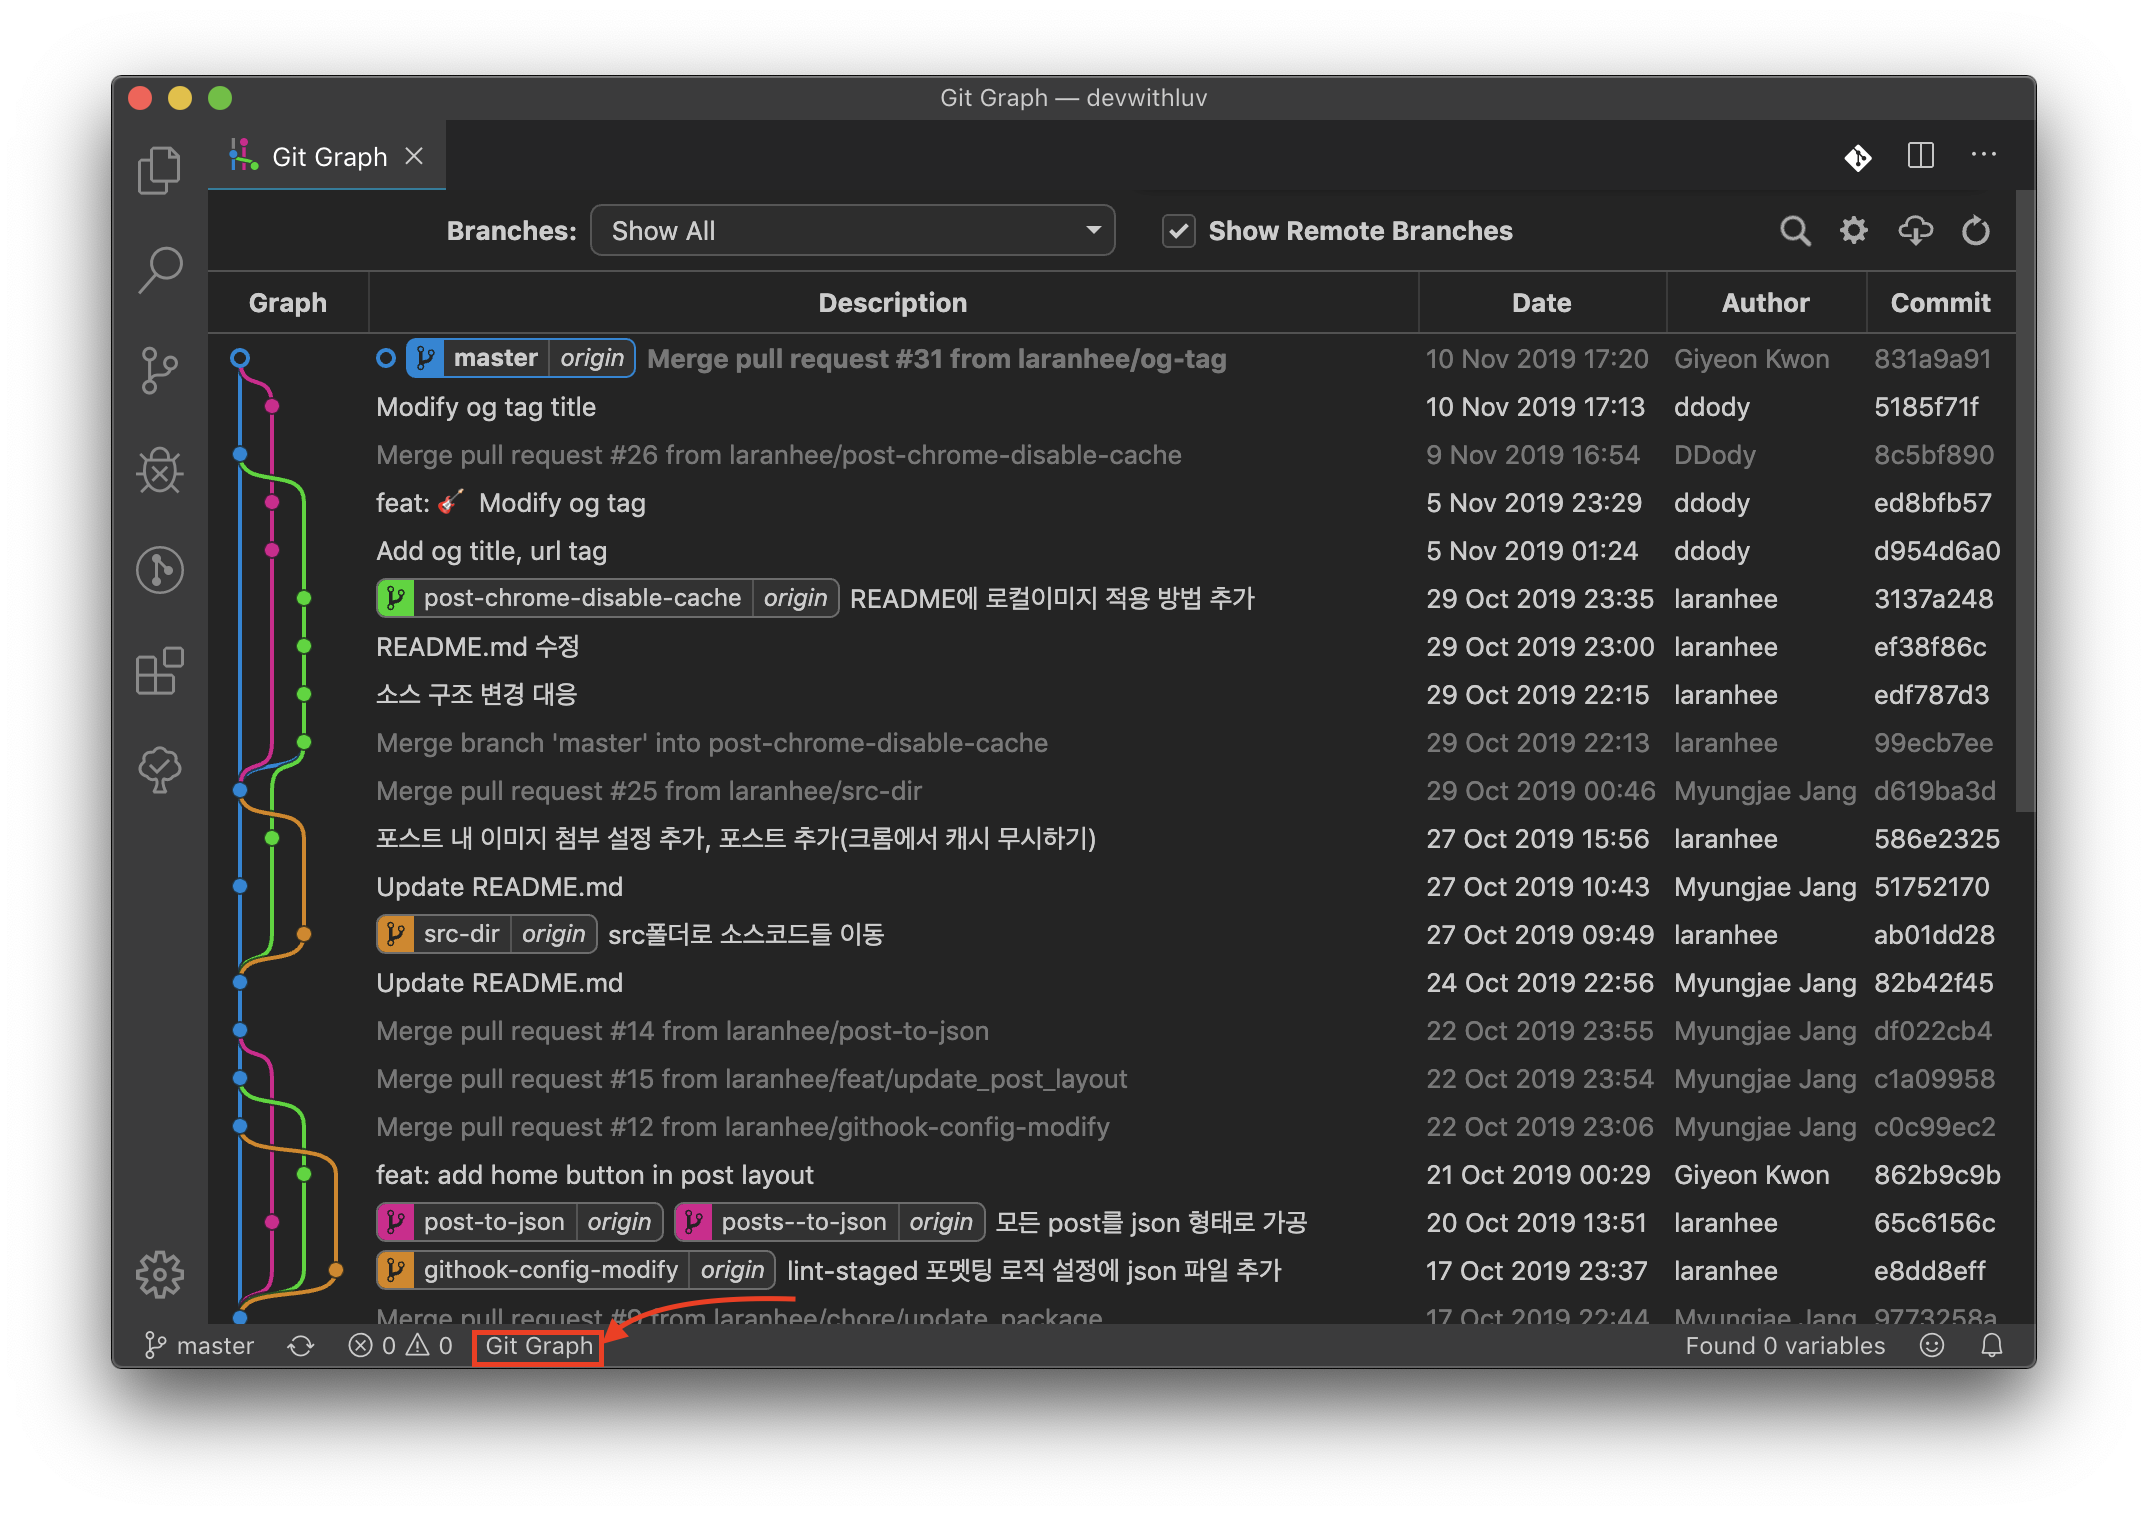 Git Graph — devwithluv
Git Graph
Branches: Show All Show Remote Branches
Graph Description Date Author Commit
master origin Merge pull request #31 from laranhee/og-tag 10 Nov 2019 17:20 Giyeon Kwon 831a9a91
Modify og tag title 10 Nov 2019 17:13 ddody 5185f71f
Merge pull request #26 from laranhee/post-chrome-disable-cache 9 Nov 2019 16:54 DDody 8c5bf890
feat: 🎸 Modify og tag 5 Nov 2019 23:29 ddody ed8bfb57
Add og title, url tag 5 Nov 2019 01:24 ddody d954d6a0
post-chrome-disable-cache origin README에 로컬이미지 적용 방법 추가 29 Oct 2019 23:35 laranhee 3137a248
README.md 수정 29 Oct 2019 23:00 laranhee ef38f86c
소스 구조 변경 대응 29 Oct 2019 22:15 laranhee edf787d3
Merge branch 'master' into post-chrome-disable-cache 29 Oct 2019 22:13 laranhee 99ecb7ee
Merge pull request #25 from laranhee/src-dir 29 Oct 2019 00:46 Myungjae Jang d619ba3d
포스트 내 이미지 첨부 설정 추가, 포스트 추가(크롬에서 캐시 무시하기) 27 Oct 2019 15:56 laranhee 586e2325
Update README.md 27 Oct 2019 10:43 Myungjae Jang 51752170
src-dir origin src폴더로 소스코드들 이동 27 Oct 2019 09:49 laranhee ab01dd28
Update README.md 24 Oct 2019 22:56 Myungjae Jang 82b42f45
Merge pull request #14 from laranhee/post-to-json 22 Oct 2019 23:55 Myungjae Jang df022cb4
Merge pull request #15 from laranhee/feat/update_post_layout 22 Oct 2019 23:54 Myungjae Jang c1a09958
Merge pull request #12 from laranhee/githook-config-modify 22 Oct 2019 23:06 Myungjae Jang c0c99ec2
feat: add home button in post layout 21 Oct 2019 00:29 Giyeon Kwon 862b9c9b
post-to-json origin posts--to-json origin 모든 post를 json 형태로 가공 20 Oct 2019 13:51 laranhee 65c6156c
githook-config-modify origin lint-staged 포멧팅 로직 설정에 json 파일 추가 17 Oct 2019 23:37 laranhee e8dd8eff
Merge pull request #9 from laranhee/chore/update_package 17 Oct 2019 22:44 Myungjae Jang 9773258a
master 0 0 Git Graph Found 0 variables